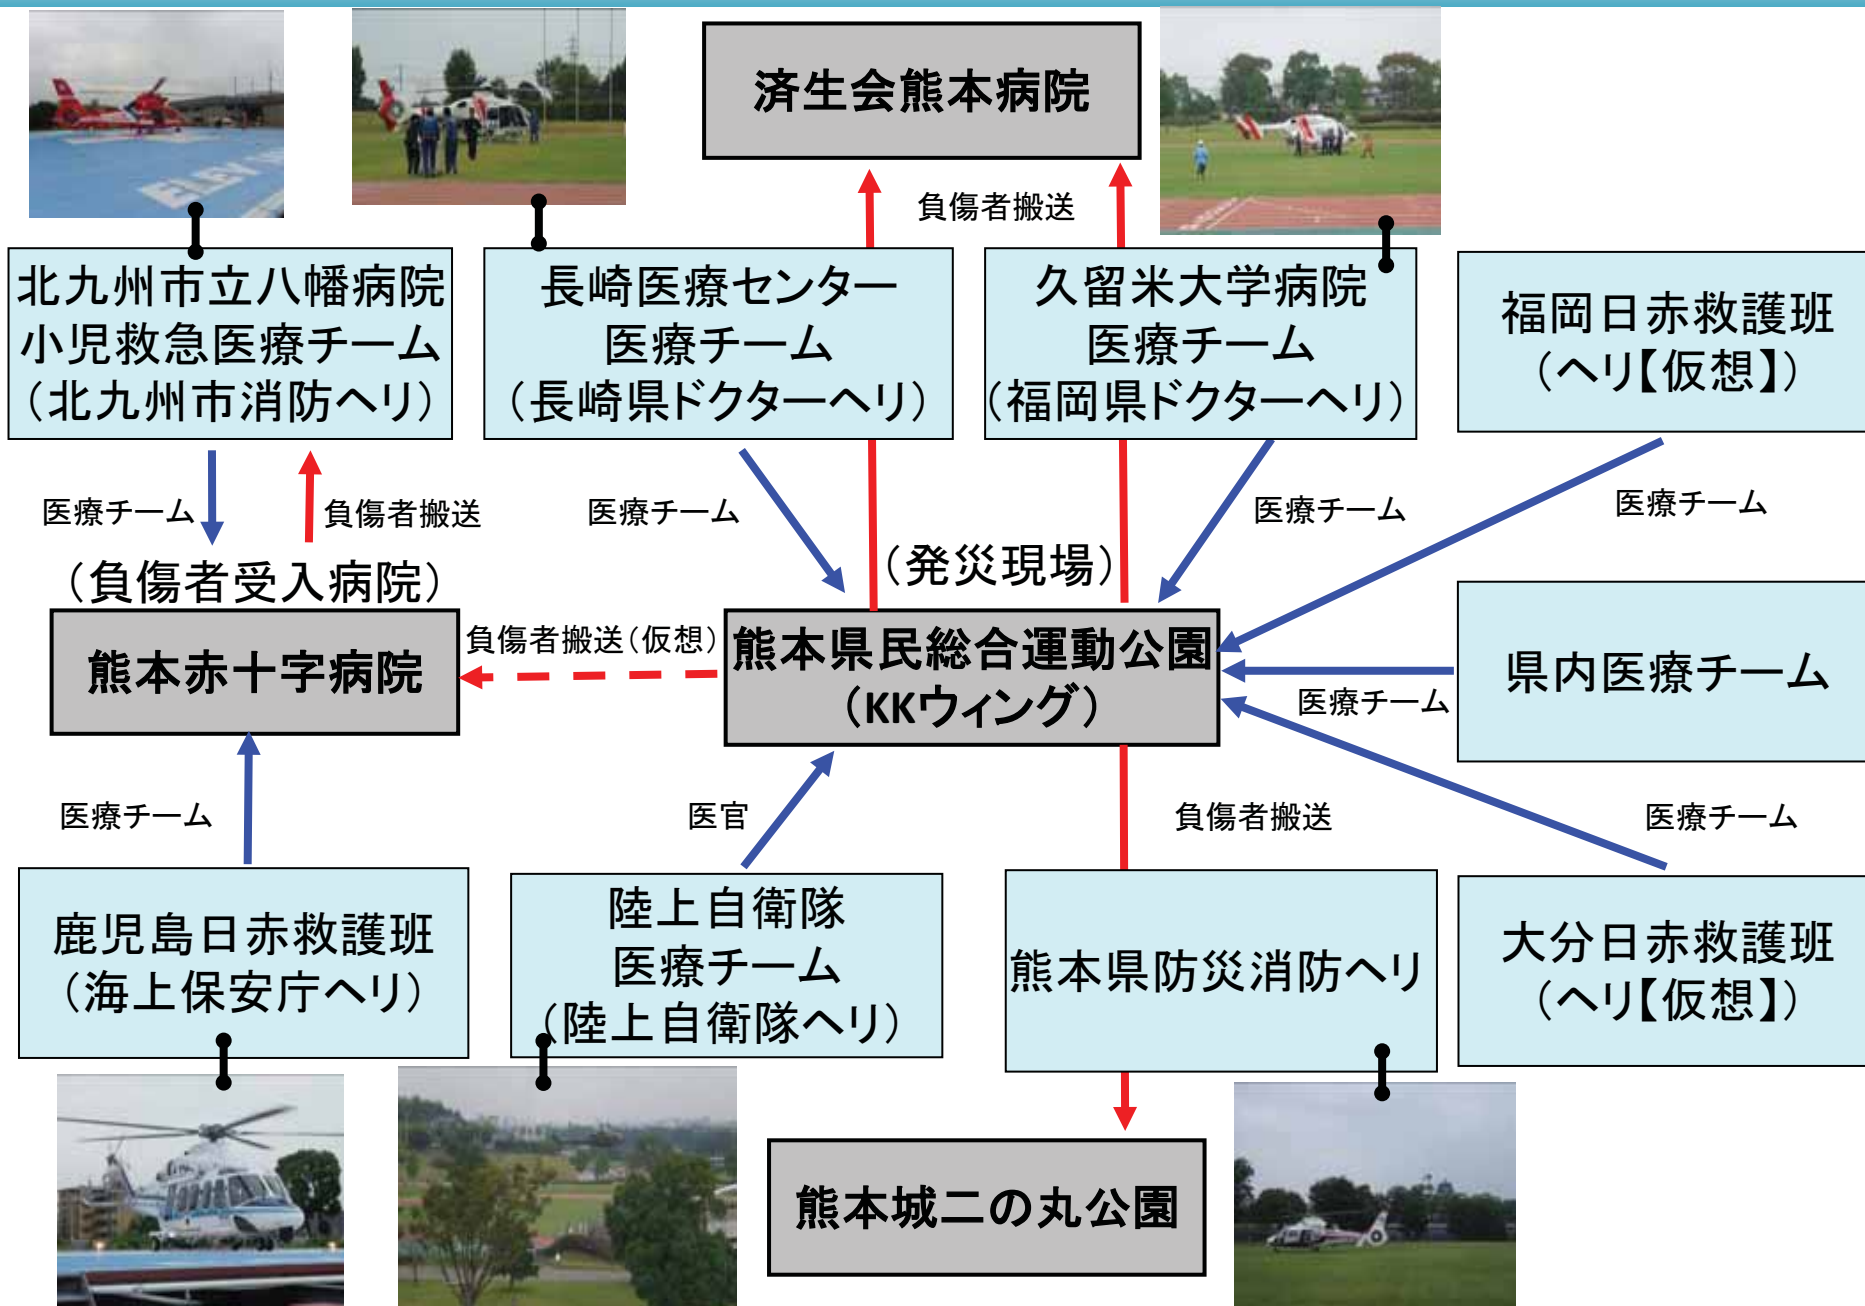 済生会熊本病院
負傷者搬送
北九州市立八幡病院
小児救急医療チーム
（北九州市消防ヘリ）
長崎医療センター
医療チーム
（長崎県ドクターヘリ）
久留米大学病院
医療チーム
（福岡県ドクターヘリ）
福岡日赤救護班
（ヘリ【仮想】）
医療チーム
負傷者搬送
医療チーム
医療チーム
医療チーム
（負傷者受入病院）
（発災現場）
熊本赤十字病院
負傷者搬送（仮想）
熊本県民総合運動公園
（KKウィング）
県内医療チーム
医療チーム
医療チーム
医官
負傷者搬送
医療チーム
鹿児島日赤救護班
（海上保安庁ヘリ）
陸上自衛隊
医療チーム
（陸上自衛隊ヘリ）
熊本県防災消防ヘリ
大分日赤救護班
（ヘリ【仮想】）
熊本城二の丸公園